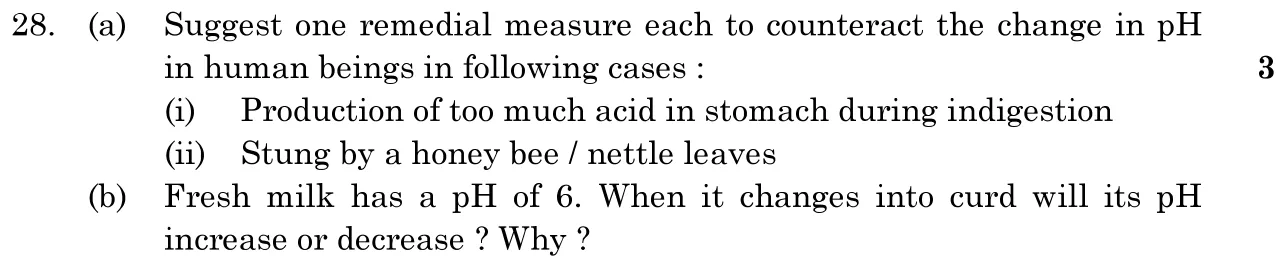 28. (a) Suggest one remedial measure each to counteract the change in pH
in human beings in following cases : 3
(i) Production of too much acid in stomach during indigestion
(ii) Stung by a honey bee / nettle leaves
(b) Fresh milk has a pH of 6. When it changes into curd will its pH
increase or decrease ? Why ?